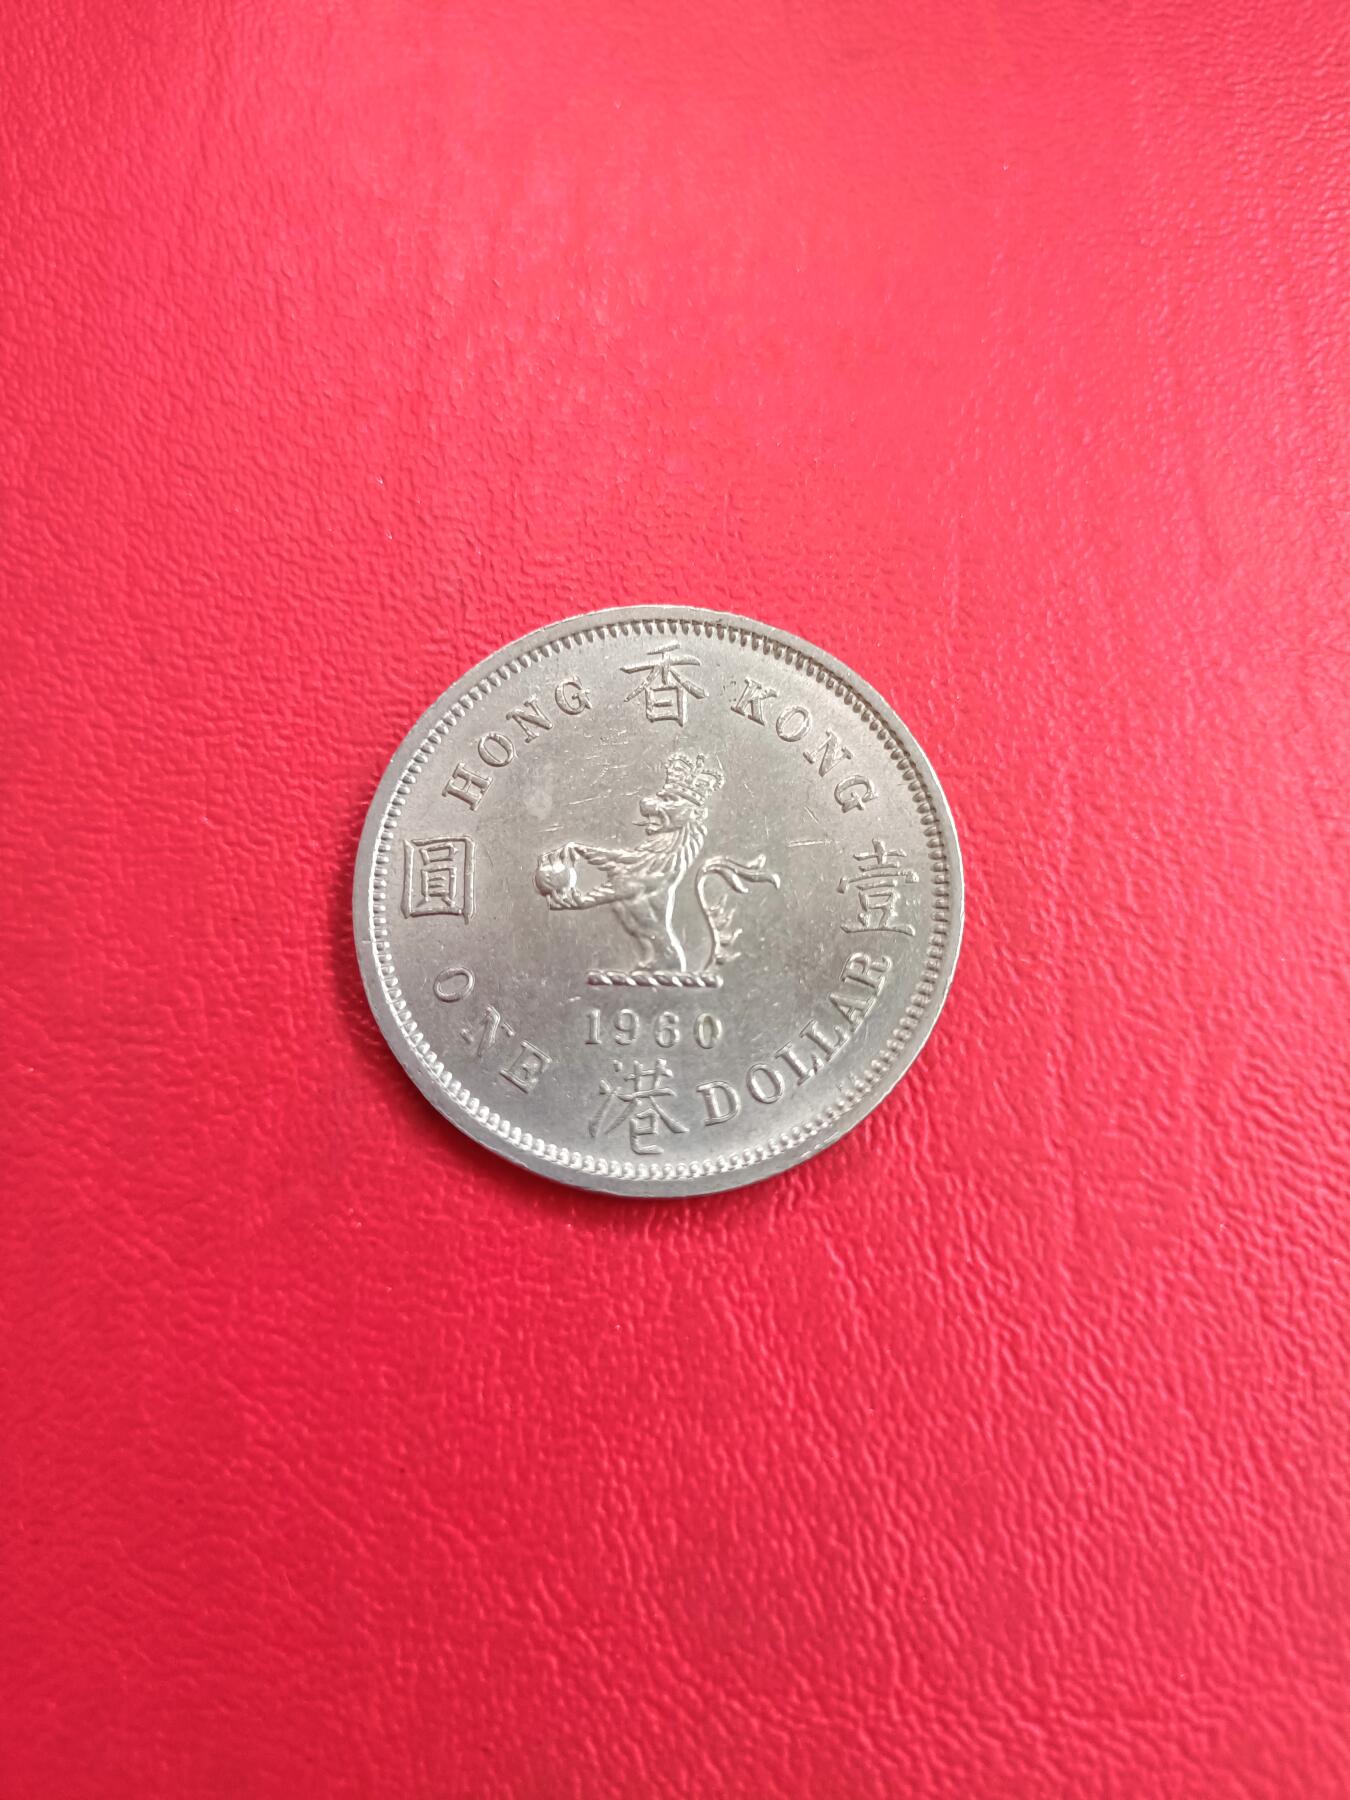 HONG 香 KONG
圓 壹
1960
ONE 港 DOLLAR